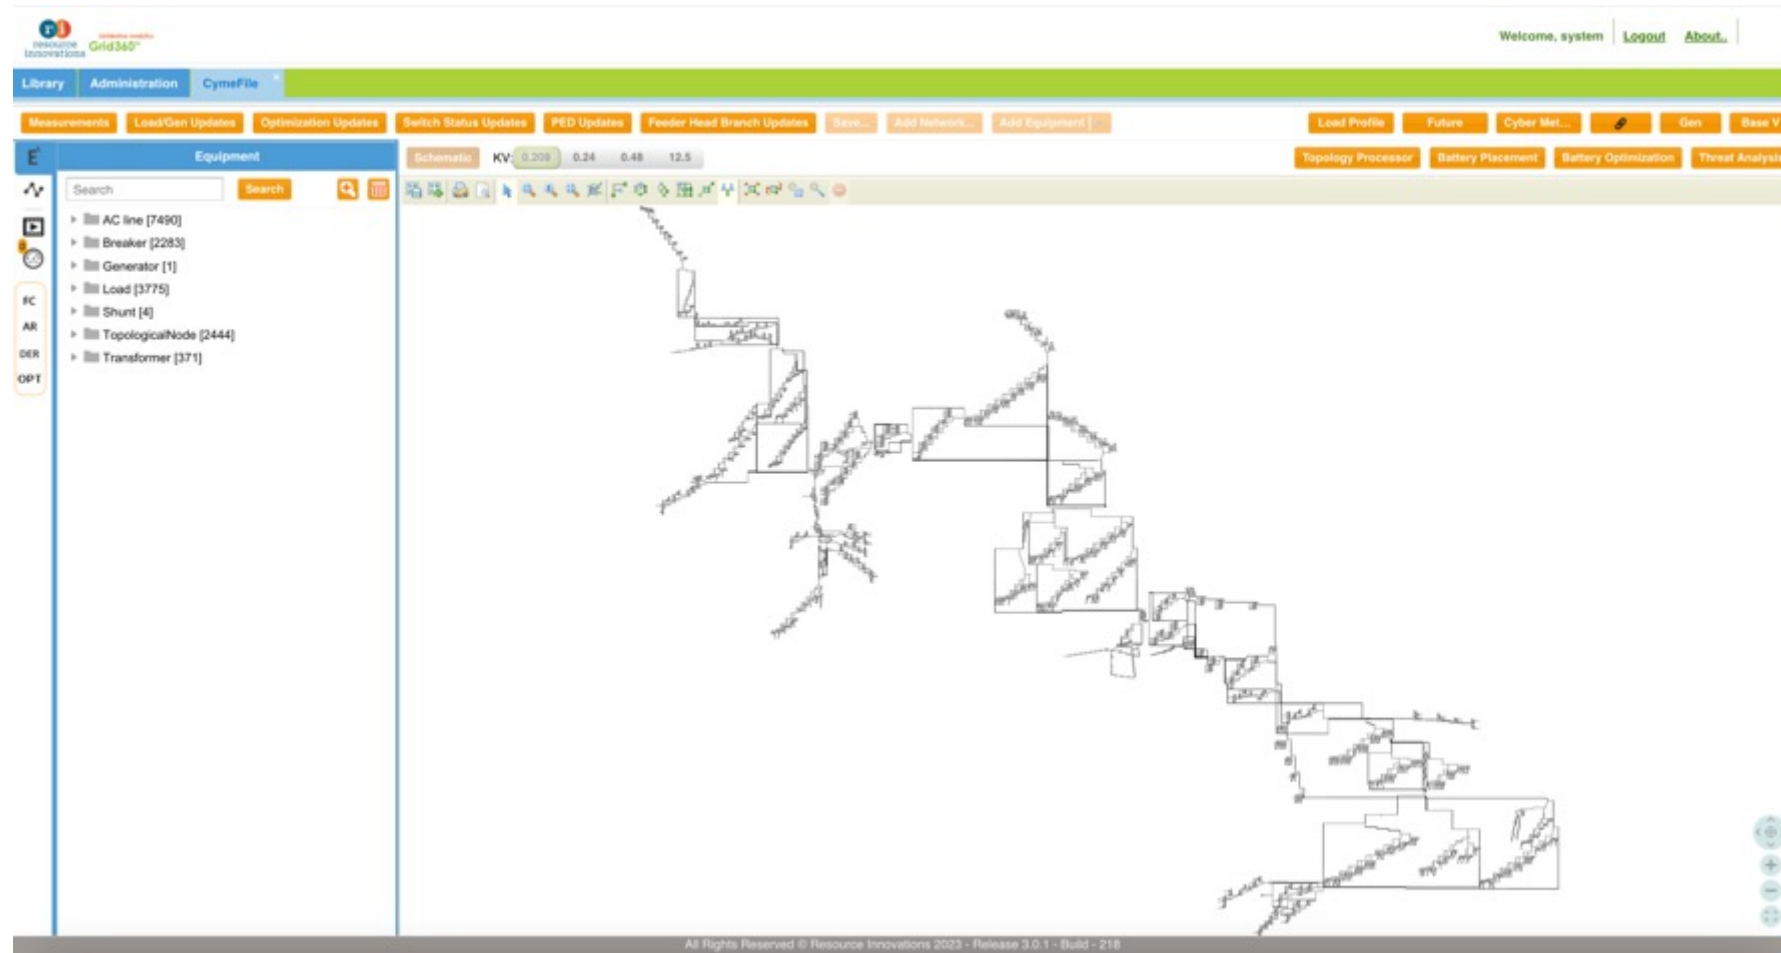 resource
innovations
Grid360™
Welcome, system Logout About..
Library Administration CymeFile
Measurements Load/Gen Updates Optimization Updates Switch Status Updates PED Updates Feeder Head Branch Updates Save... Add Network... Add Equipment Load Profile Future Cyber Met... Gen Base V
Equipment
Schematic KV: 0.208 0.24 0.48 12.5 Topology Processor Battery Placement Battery Optimization Threat Analysis
Search Search
AC line [7490]
Breaker [2283]
Generator [1]
Load [3775]
Shunt [4]
TopologicalNode [2444]
Transformer [371]
FC
AR
DER
OPT
All Rights Reserved © Resource Innovations 2023 - Release 3.0.1 - Build - 218